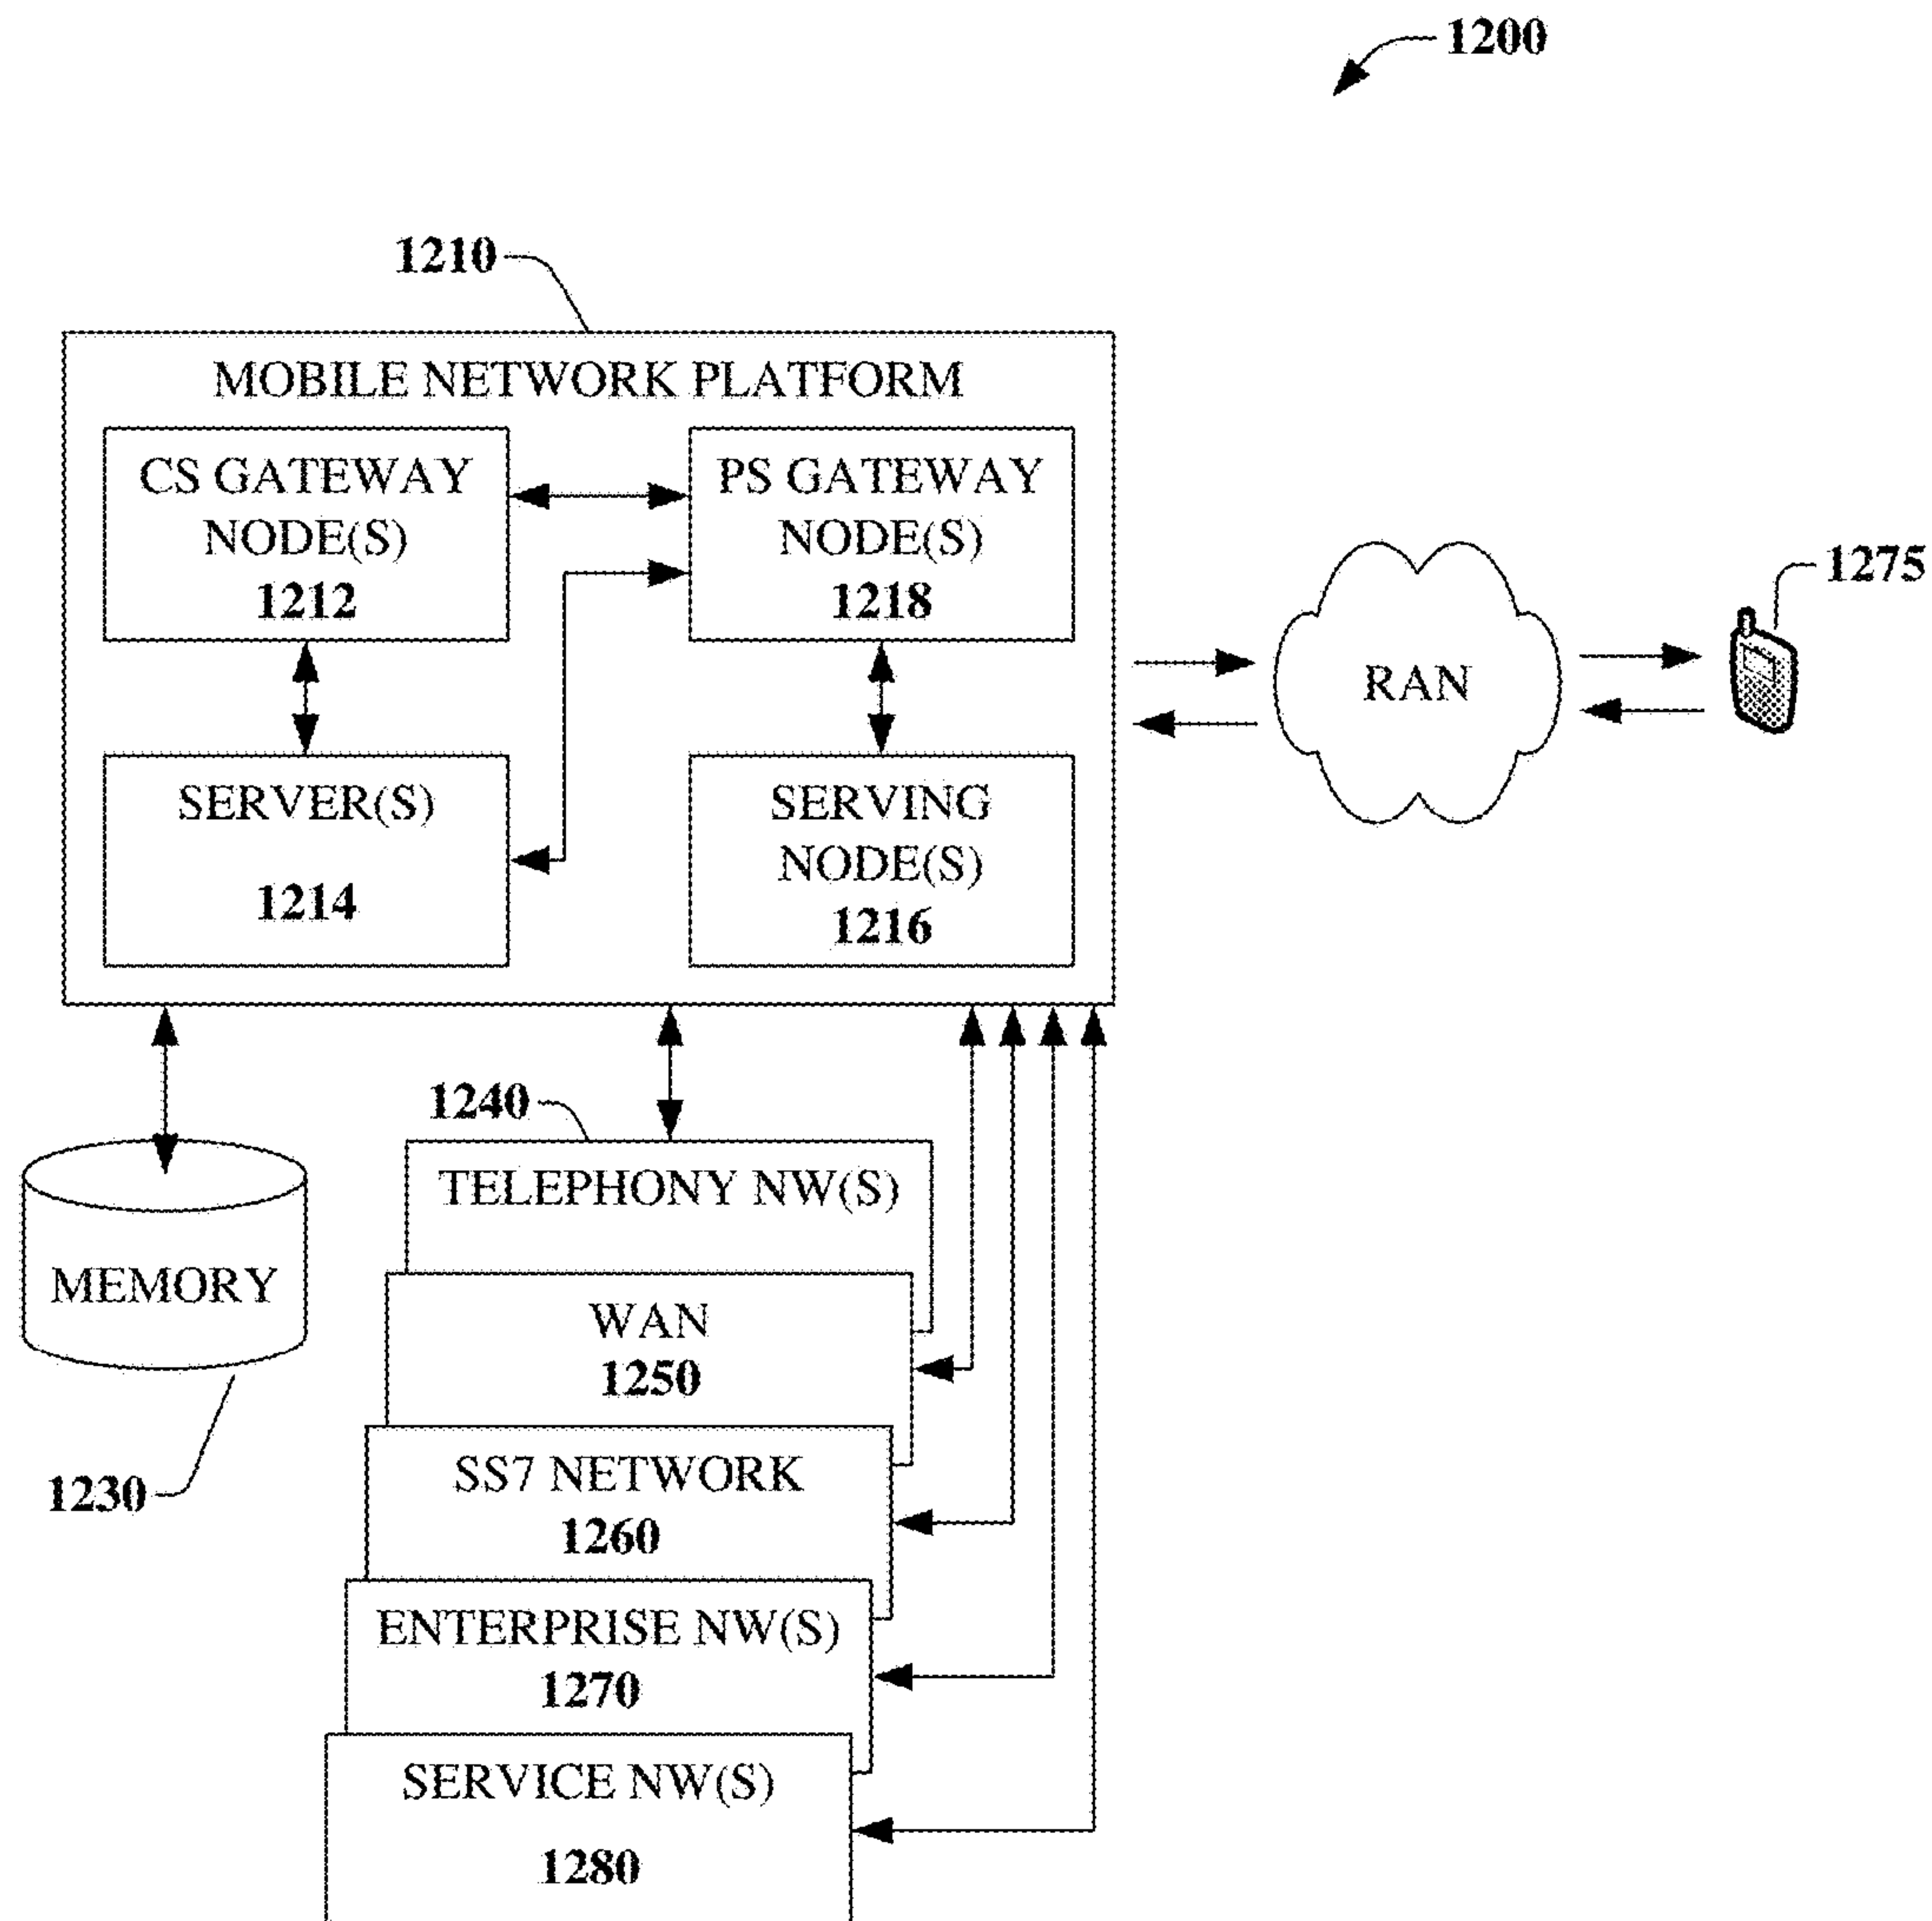 1200
1210
MOBILE NETWORK PLATFORM
CS GATEWAY
NODE(S)
1212
PS GATEWAY
NODE(S)
1218
SERVER(S)
1214
SERVING
NODE(S)
1216
RAN
1275
1240
TELEPHONY NW(S)
MEMORY
1230
WAN
1250
SS7 NETWORK
1260
ENTERPRISE NW(S)
1270
SERVICE NW(S)
1280